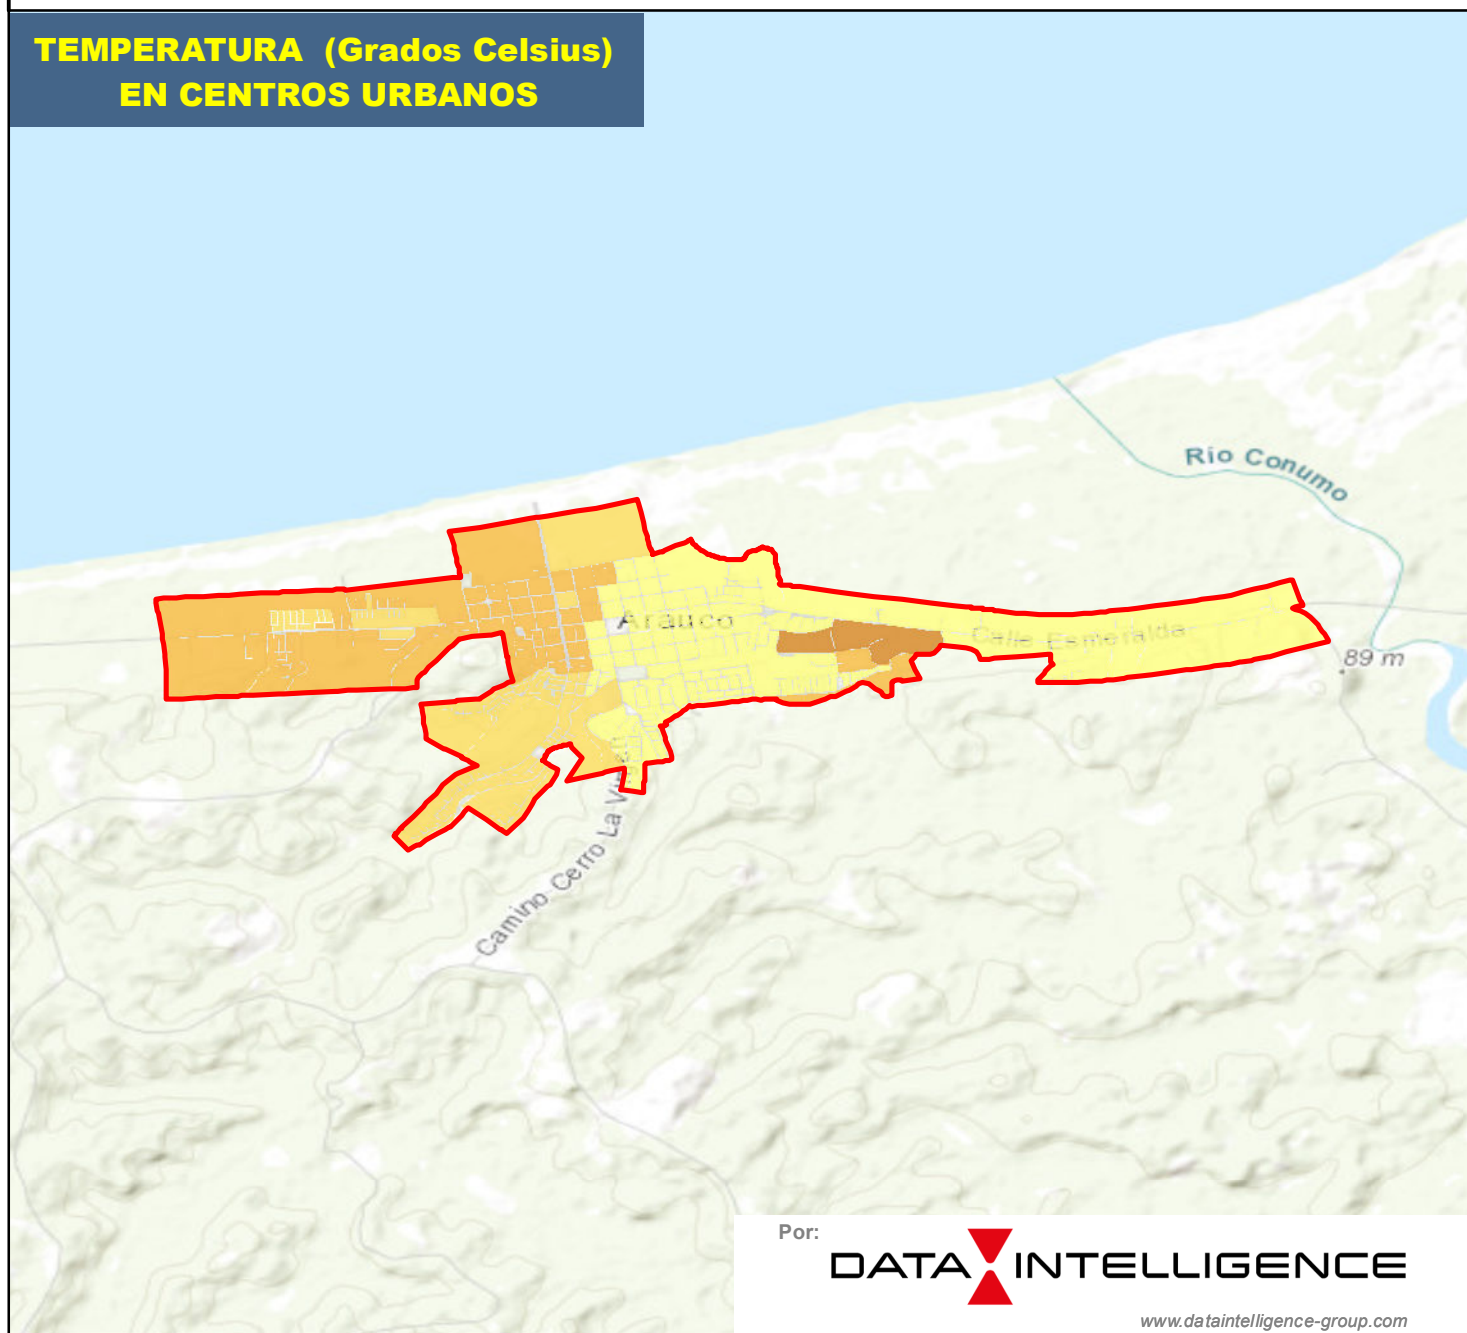 TEMPERATURA (Grados Celsius)
EN CENTROS URBANOS
Río Conumo
Arauco
Calle Esmeralda
89 m
Camino Cerro La
Por:
DATA INTELLIGENCE
www.dataintelligence-group.com